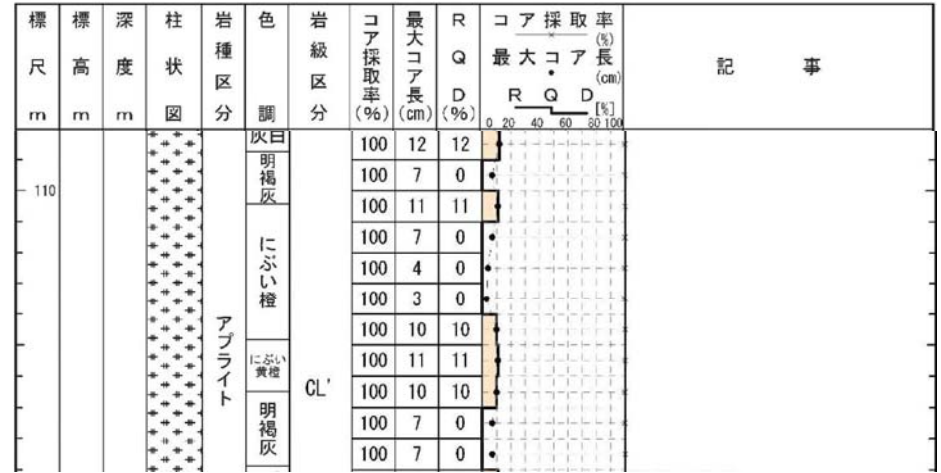 標尺m 標高m 深度m 柱状図 岩種区分 色調 岩級区分 コア採取率(%) 最大コア長(cm) RQD(%) コア採取率(%) 最大コア長(cm) RQD[%] 記事
0 20 40 60 80 100
灰白
100 12 12
明褐灰
100 7 0
110
100 11 11
にぶい橙
100 7 0
100 4 0
100 3 0
アプライト
100 10 10
にぶい黄橙
100 11 11
CL'
100 10 10
明褐灰
100 7 0
100 7 0